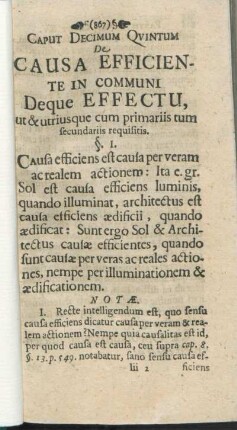 (867)
CAPUT DECIMUM QVINTUM
De
CAUSA EFFICIEN-
TE IN COMMUNI
Deque EFFECTU,
ut & utriusque cum primariis tum
secundariis requisitis.
§. I.
Causa efficiens est causa per veram
ac realem actionem: Ita e. gr.
Sol est causa efficiens luminis,
quando illuminat, architectus est
causa efficiens ædificii, quando
ædificat: Sunt ergo Sol & Archi-
tectus causæ efficientes, quando
sunt causæ per veras ac reales actio-
nes, nempe per illuminationem &
ædificationem.
NOTÆ.
I. Recte intelligendum est, quo sensu
causa efficiens dicatur causa per veram & rea-
lem actionem? Nempe quia causalitas est id,
per quod causa est causa, ceu supra cap. 8.
§. 13. p. 549. notabatur, sano sensu causa ef-
Iii 2 ficiens